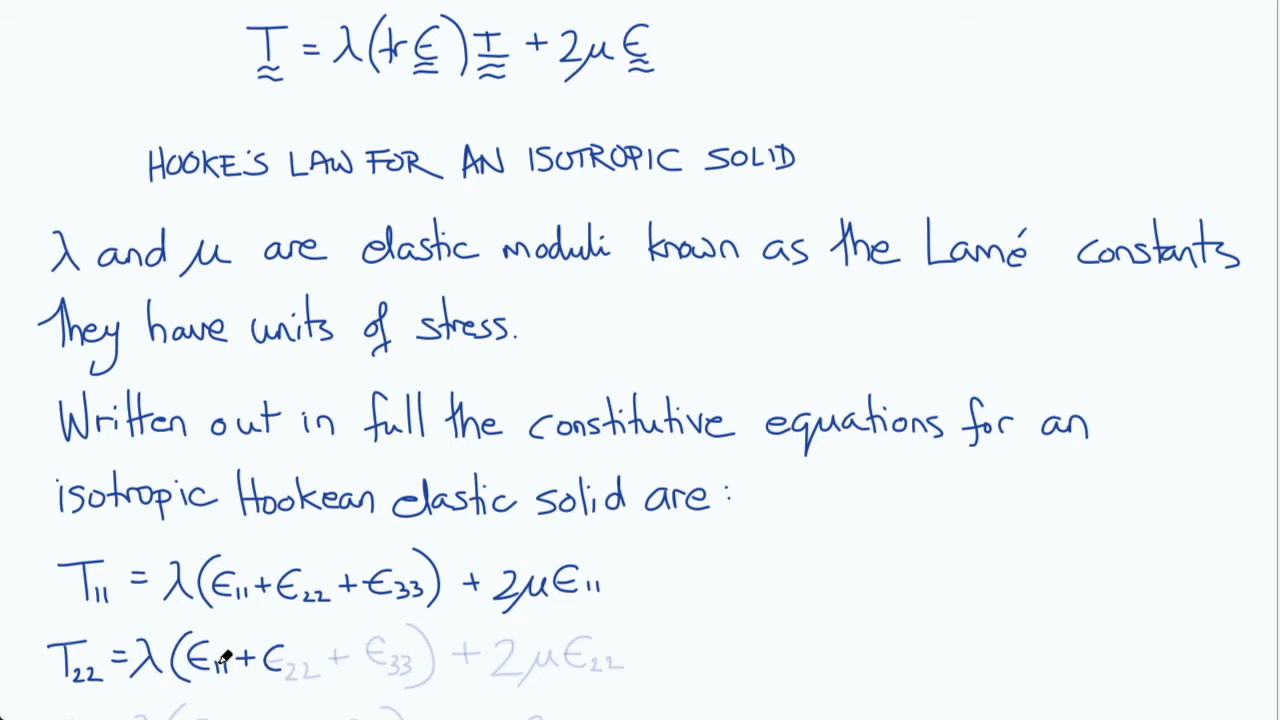 T = λ(tr ϵ) I + 2μ ϵ
HOOKE'S LAW FOR AN ISOTROPIC SOLID
λ and μ are elastic moduli known as the Lamé constants
They have units of stress.
Written out in full the constitutive equations for an
isotropic Hookean elastic solid are:
T₁₁ = λ(ϵ₁₁+ϵ₂₂+ϵ₃₃) + 2μϵ₁₁
T₂₂ = λ(ϵ₁₁+ϵ₂₂+ϵ₃₃) + 2μϵ₂₂